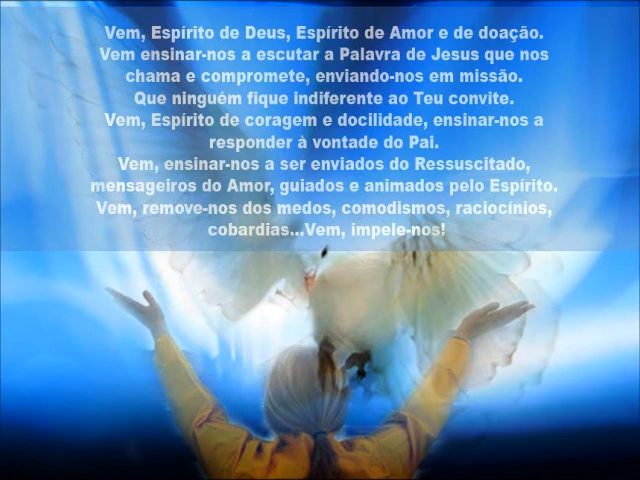 Vem, Espírito de Deus, Espírito de Amor e de doação.
Vem ensinar-nos a escutar a Palavra de Jesus que nos
chama e compromete, enviando-nos em missão.
Que ninguém fique indiferente ao Teu convite.
Vem, Espírito de coragem e docilidade, ensinar-nos a
responder à vontade do Pai.
Vem, ensinar-nos a ser enviados do Ressuscitado,
mensageiros do Amor, guiados e animados pelo Espírito.
Vem, remove-nos dos medos, comodismos, raciocínios,
cobardias...Vem, impele-nos!